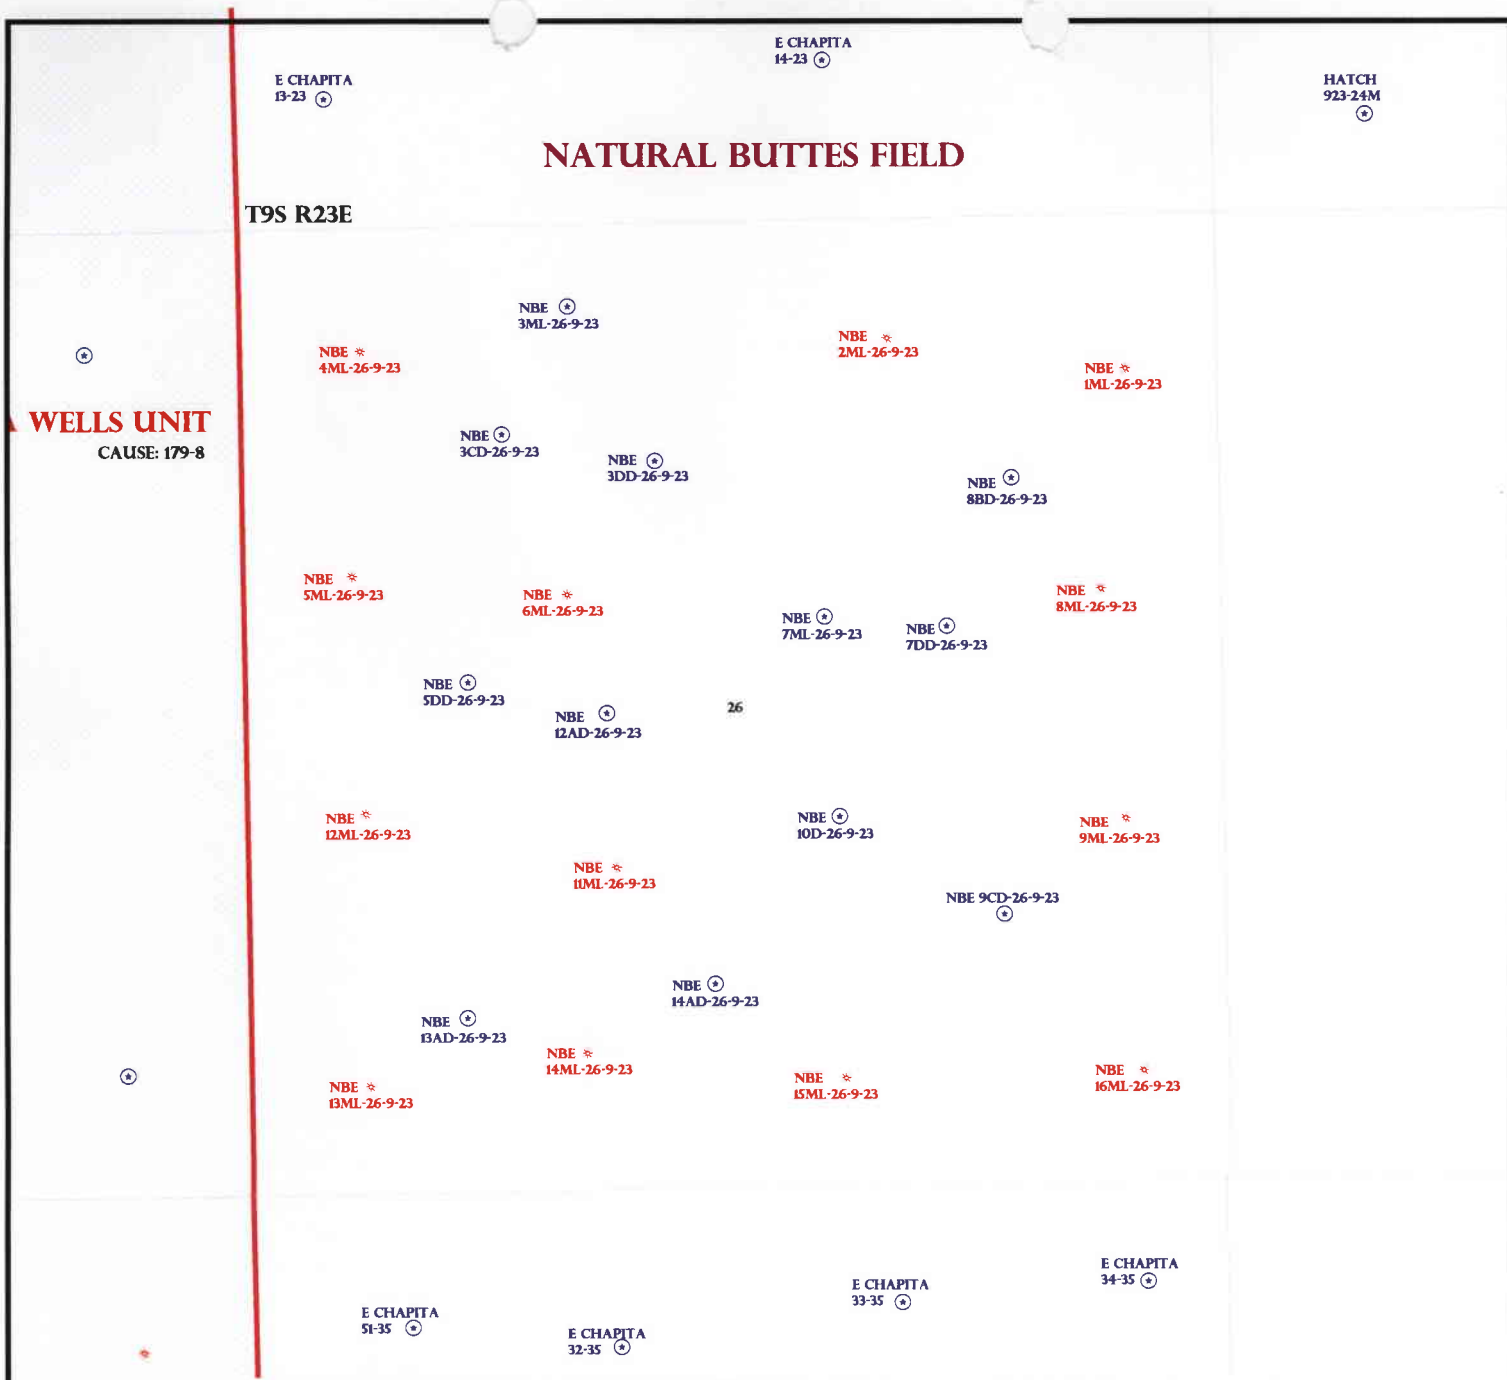 E CHAPITA
14-23
E CHAPITA
13-23
HATCH
923-24M
NATURAL BUTTES FIELD
T9S R23E
NBE
3ML-26-9-23
NBE
2ML-26-9-23
NBE
4ML-26-9-23
NBE
1ML-26-9-23
WELLS UNIT
CAUSE: 179-8
NBE
3CD-26-9-23
NBE
3DD-26-9-23
NBE
8BD-26-9-23
NBE
5ML-26-9-23
NBE
6ML-26-9-23
NBE
8ML-26-9-23
NBE
7ML-26-9-23
NBE
7DD-26-9-23
NBE
5DD-26-9-23
NBE
12AD-26-9-23
26
NBE
12ML-26-9-23
NBE
10D-26-9-23
NBE
9ML-26-9-23
NBE
11ML-26-9-23
NBE 9CD-26-9-23
NBE
14AD-26-9-23
NBE
13AD-26-9-23
NBE
14ML-26-9-23
NBE
13ML-26-9-23
NBE
15ML-26-9-23
NBE
16ML-26-9-23
E CHAPITA
34-35
E CHAPITA
33-35
E CHAPITA
51-35
E CHAPITA
32-35